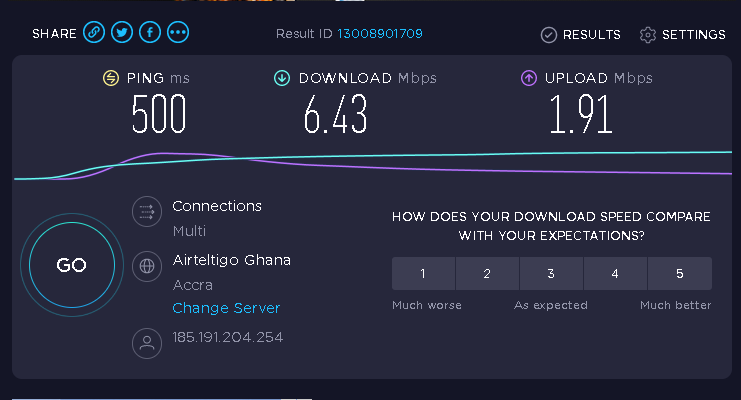 SHARE
Result ID 13008901709
RESULTS
SETTINGS
PING ms
500
DOWNLOAD Mbps
6.43
UPLOAD Mbps
1.91
GO
Connections
Multi
Airteltigo Ghana
Accra
Change Server
185.191.204.254
HOW DOES YOUR DOWNLOAD SPEED COMPARE
WITH YOUR EXPECTATIONS?
1 2 3 4 5
Much worse As expected Much better